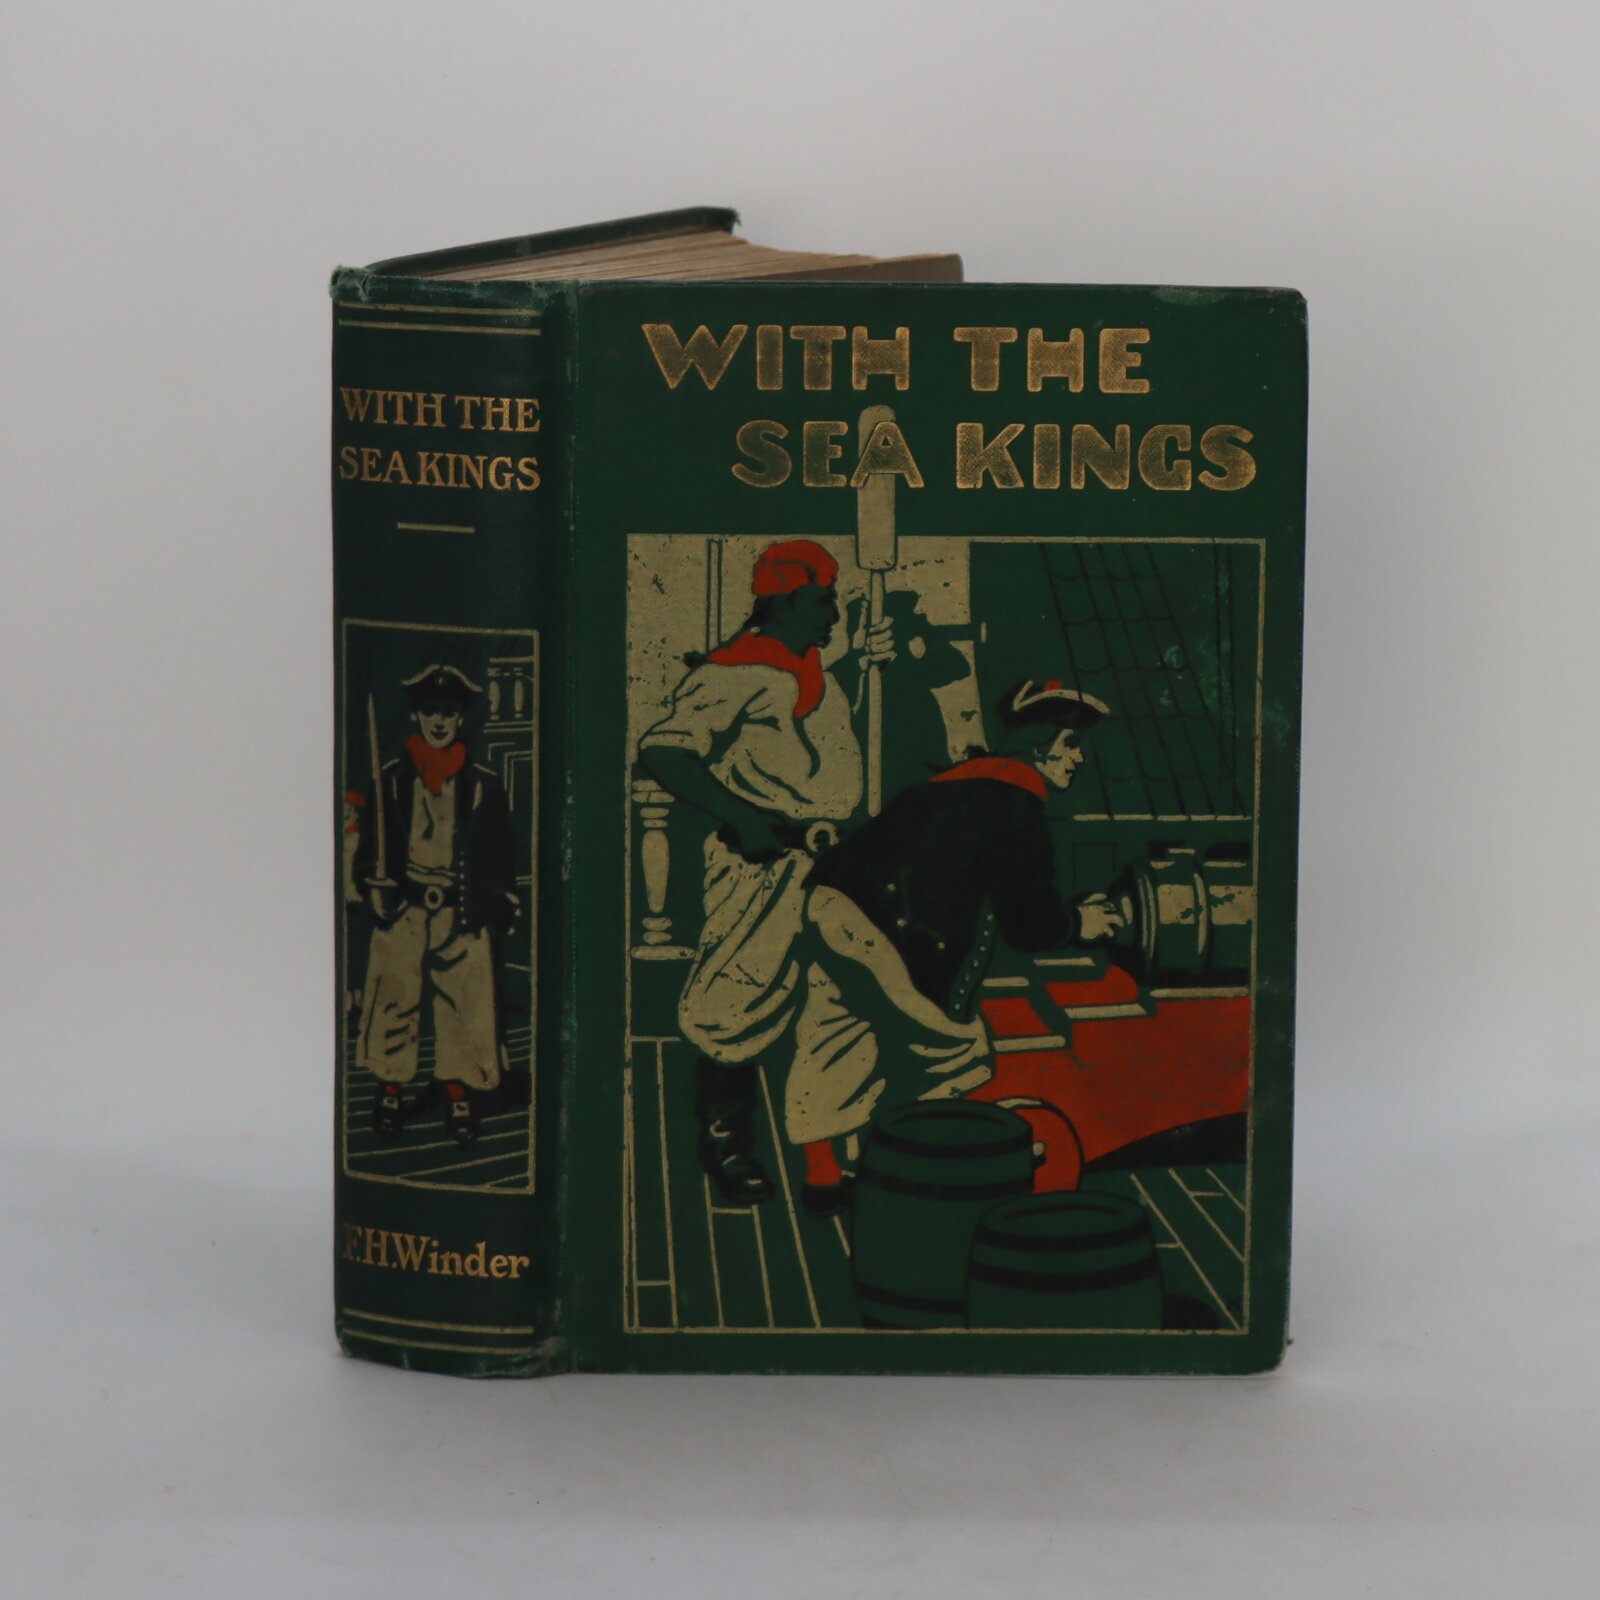 WITH THE
SEA KINGS
F.H.Winder
WITH THE
SEA KINGS